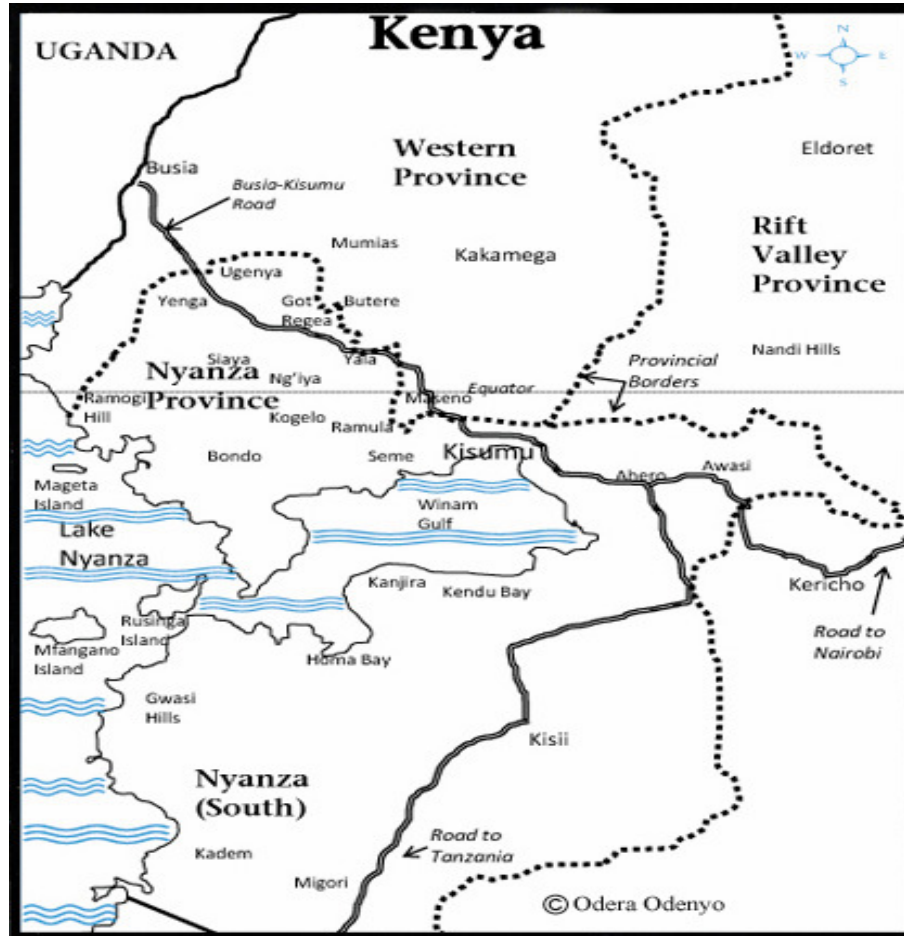 Kenya
UGANDA
N
W
E
S
Western
Province
Eldoret
Busia
Busia-Kisumu
Road
Rift
Valley
Province
Mumias
Kakamega
Ugenya
Yenga
Got
Regea
Butere
Siaya
Yala
Nandi Hills
Provincial
Borders
Nyanza
Province
Ng'iya
Equator
Ramogi
Hill
Maseno
Kogelo
Ramula
Bondo
Seme
Kisumu
Ahero
Awasi
Mageta
Island
Winam
Gulf
Lake
Nyanza
Kanjira
Kendu Bay
Kericho
Rusinga
Island
Mfangano
Island
Road to
Nairobi
Homa Bay
Gwasi
Hills
Kisii
Nyanza
(South)
Road to
Tanzania
Kadem
Migori
© Odera Odenyo